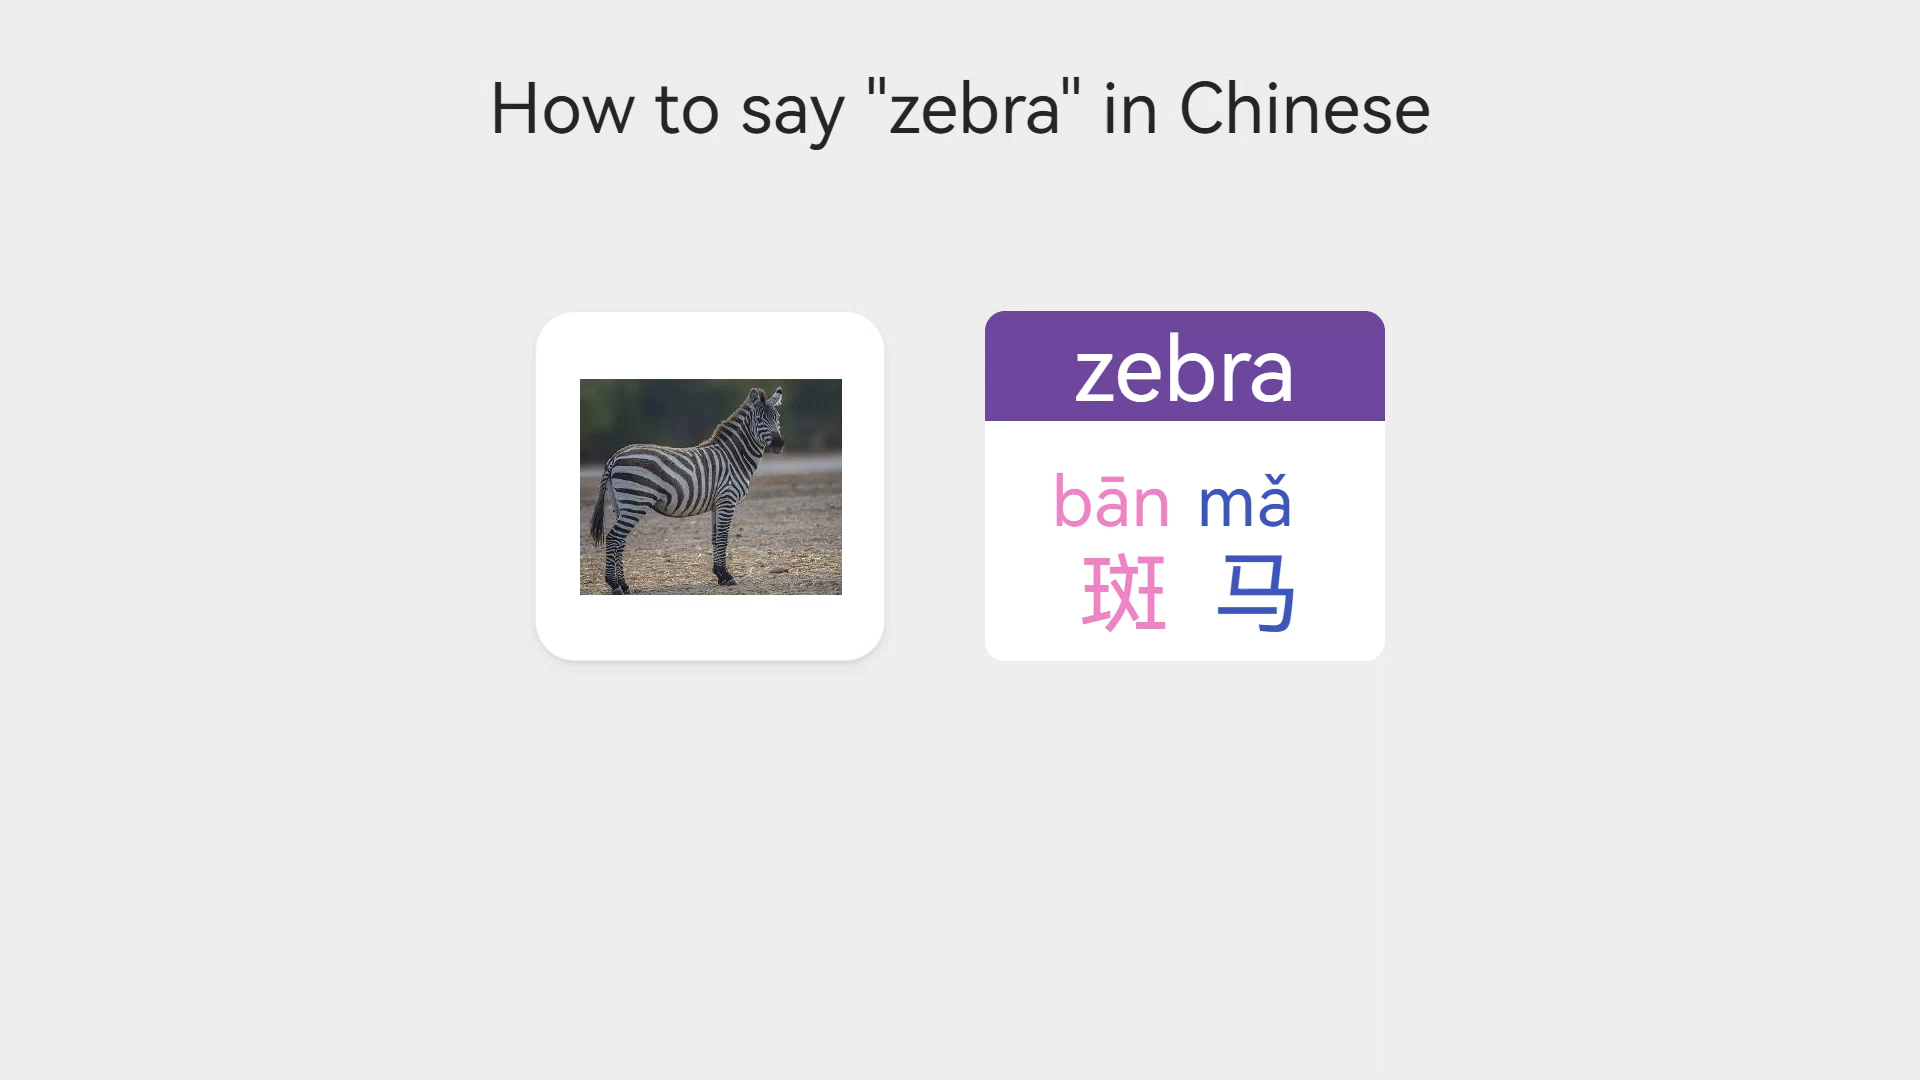 How to say "zebra" in Chinese
zebra
bān mǎ
斑 马